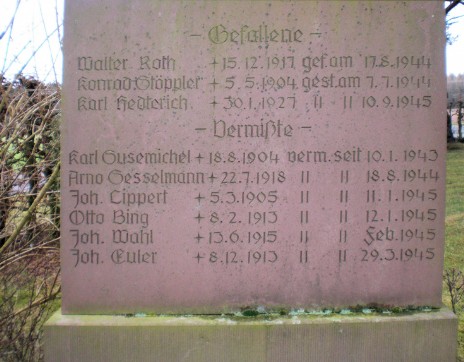 - Gefallene -
Walter Roth +15.12.1917 gef.am 17.8.1944
Konrad Stöppler +5.5.1904 gest.am 7.7.1944
Karl Hedterich +30.1.1927 " " 10.9.1945
- Vermißte -
Karl Susemichel +18.8.1904 verm. seit 10.1.1943
Arno Gesselmann +22.7.1918 " " 18.8.1944
Joh. Lippert +5.3.1905 " " 11.1.1945
Otto Bing +8.2.1913 " " 12.1.1945
Joh. Wahl +13.6.1915 " " Feb.1945
Joh. Euler +8.12.1913 " " 29.3.1945